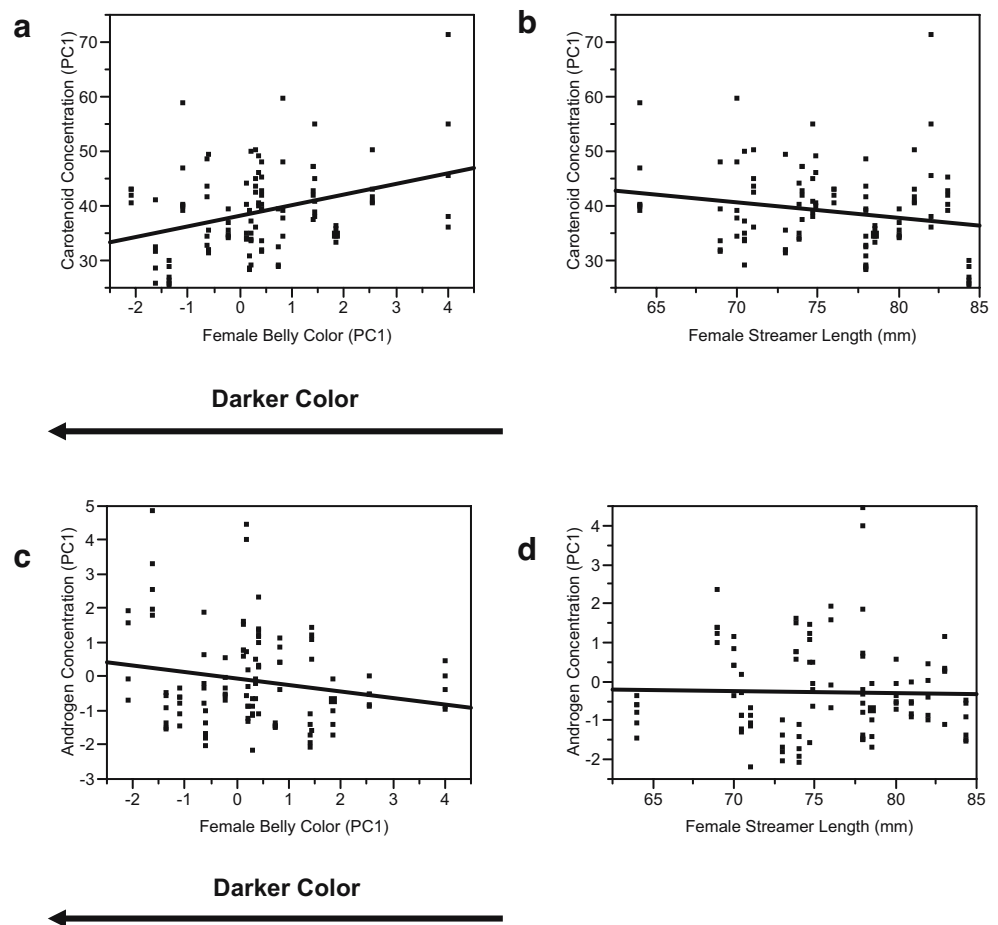 a
Carotenoid Concentration (PC1)
70
60
50
40
30
-2 -1 0 1 2 3 4
Female Belly Color (PC1)
b
Carotenoid Concentration (PC1)
70
60
50
40
30
65 70 75 80 85
Female Streamer Length (mm)
Darker Color
c
Androgen Concentration (PC1)
5
4
3
2
1
0
-1
-2
-3
-2 -1 0 1 2 3 4
Female Belly Color (PC1)
d
Androgen Concentration (PC1)
4
3
2
1
0
-1
-2
65 70 75 80 85
Female Streamer Length (mm)
Darker Color